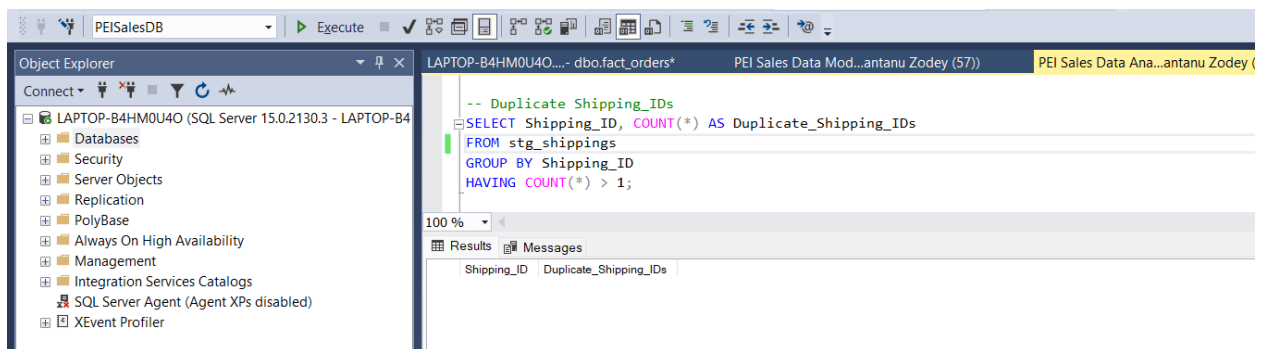 PEISalesDB Execute
Object Explorer
Connect
LAPTOP-B4HM0U4O (SQL Server 15.0.2130.3 - LAPTOP-B4
Databases
Security
Server Objects
Replication
PolyBase
Always On High Availability
Management
Integration Services Catalogs
SQL Server Agent (Agent XPs disabled)
XEvent Profiler
LAPTOP-B4HM0U4O....- dbo.fact_orders* PEI Sales Data Mod...antanu Zodey (57)) PEI Sales Data Ana...antanu Zodey (
-- Duplicate Shipping_IDs
SELECT Shipping_ID, COUNT(*) AS Duplicate_Shipping_IDs
FROM stg_shippings
GROUP BY Shipping_ID
HAVING COUNT(*) > 1;
100 %
Results Messages
Shipping_ID Duplicate_Shipping_IDs